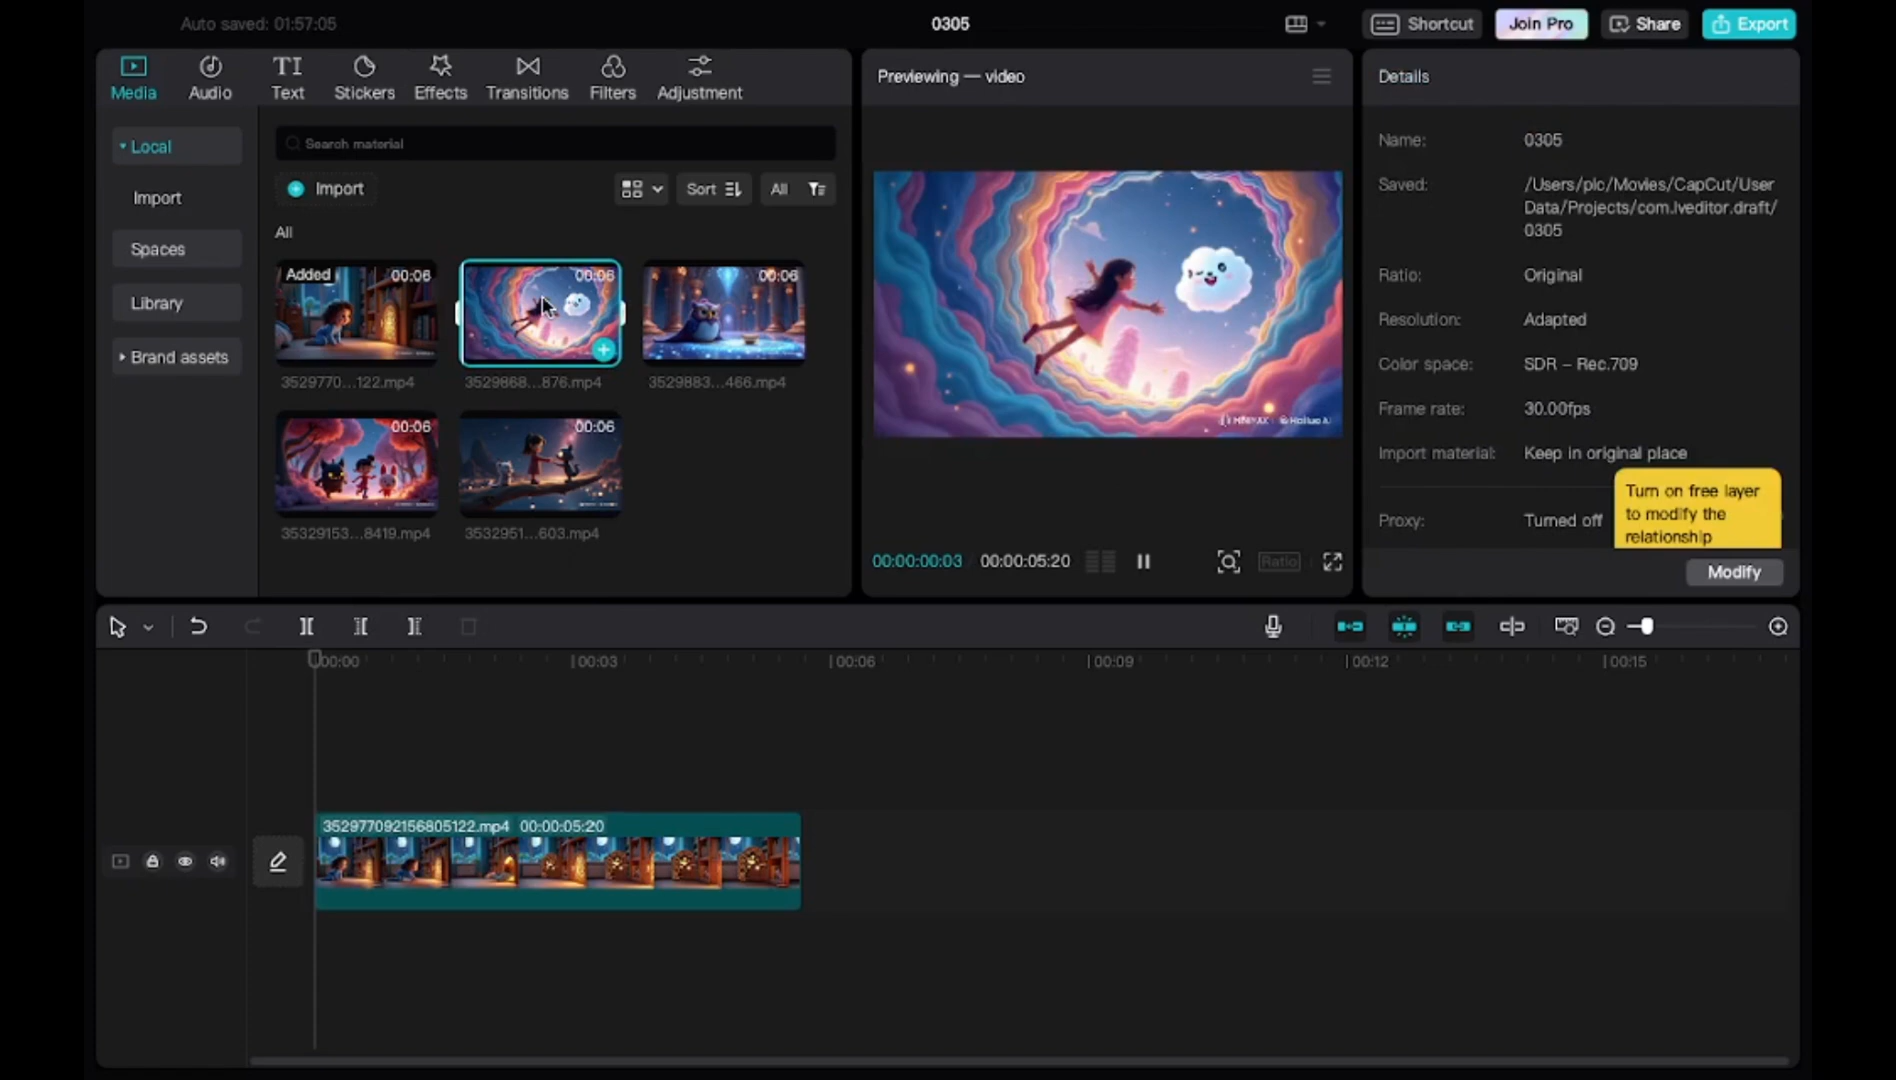 Auto saved: 01:57:05
0305
Shortcut
Join Pro
Share
Export
Media
Audio
TI
Text
Stickers
Effects
Transitions
Filters
Adjustment
Local
Import
Spaces
Library
Brand assets
Search material
Import
Sort
All
All
Added
00:06
3529770...122.mp4
00:06
3529868...876.mp4
00:06
3529883...466.mp4
00:06
35329153...8419.mp4
00:06
3532951...603.mp4
Previewing — video
00:00:00:03
00:00:05:20
Ratio
Details
Name:
0305
Saved:
/Users/plc/Movies/CapCut/User
Data/Projects/com.lveditor.draft/
0305
Ratio:
Original
Resolution:
Adapted
Color space:
SDR – Rec.709
Frame rate:
30.00fps
Import material:
Keep in original place
Proxy:
Turned off
Turn on free layer
to modify the
relationship
Modify
00:00
00:03
00:06
00:09
00:12
00:15
352977092156805122.mp4 00:00:05:20